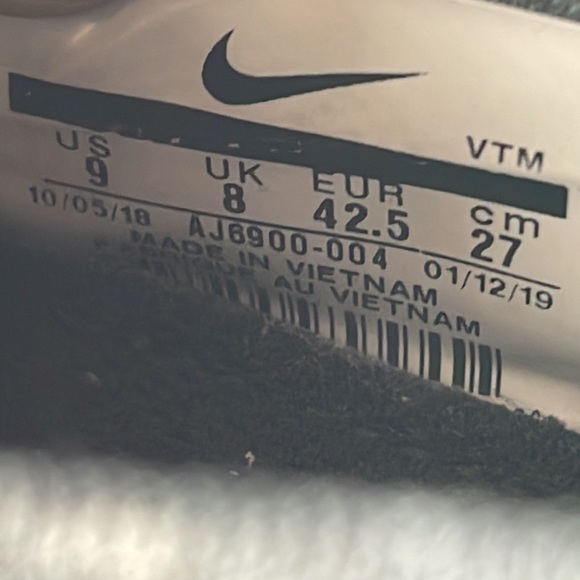 VTM
US UK EUR cm
9 8 42.5 27
10/05/18 AJ6900-004 01/12/19
MADE IN VIETNAM
AU VIETNAM